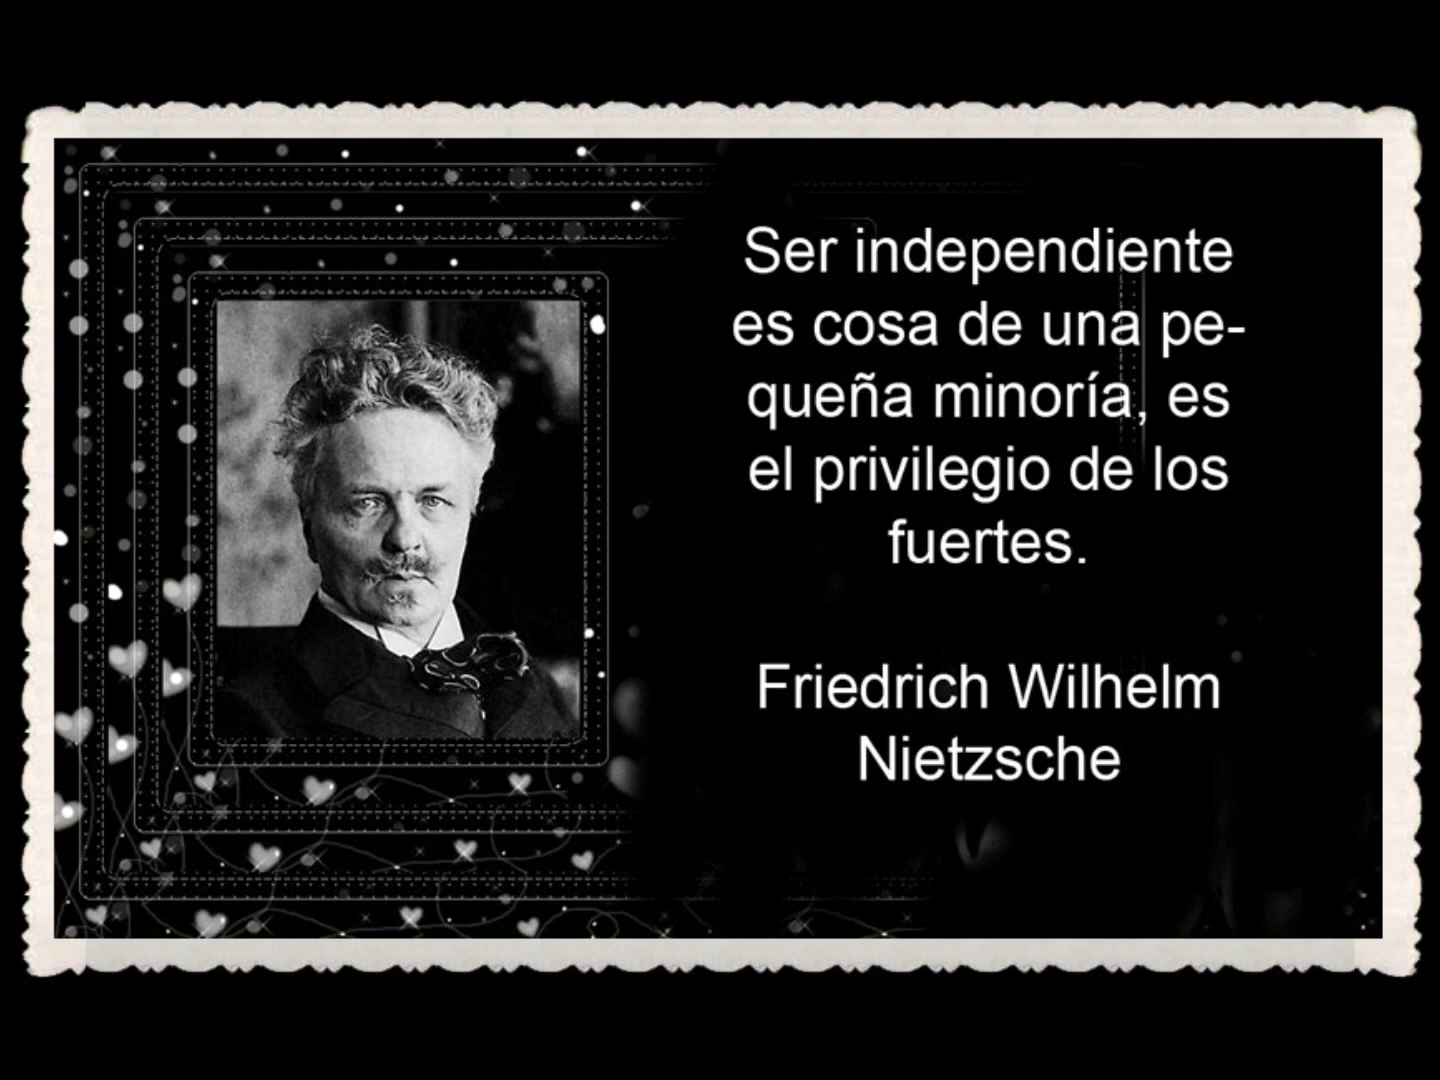 Ser independiente
es cosa de una pe-
queña minoría, es
el privilegio de los
fuertes.
Friedrich Wilhelm
Nietzsche